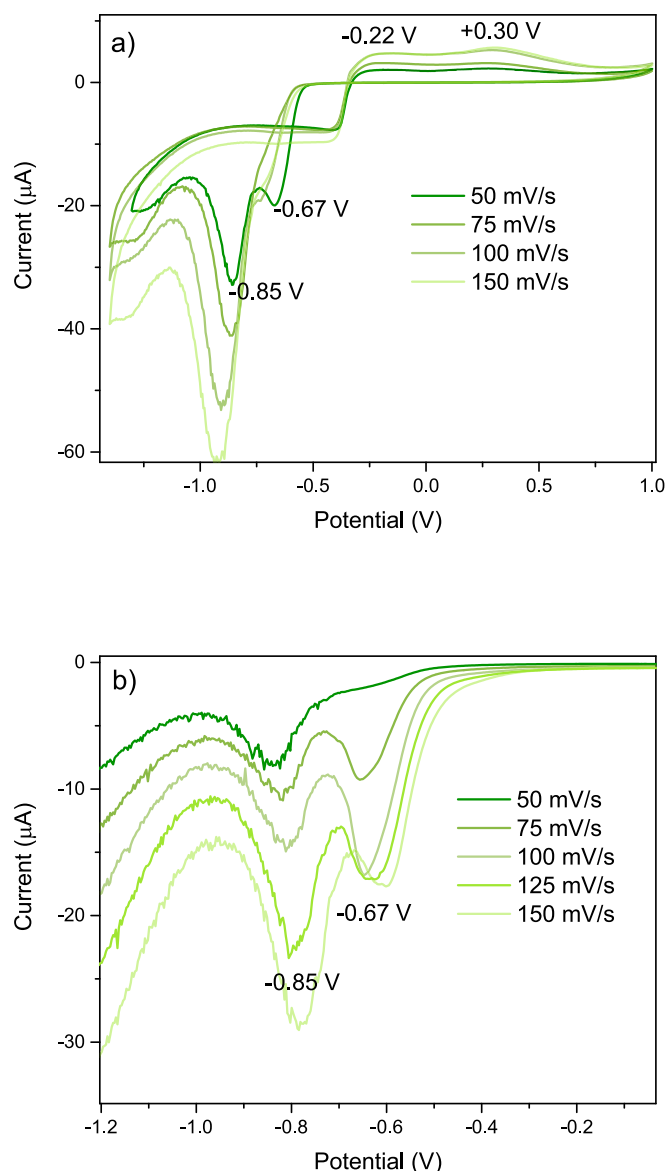 a)
-0.22 V
+0.30 V
0
-20
-40
-60
Current (μA)
-0.67 V
-0.85 V
50 mV/s
75 mV/s
100 mV/s
150 mV/s
-1.0
-0.5
0.0
0.5
1.0
Potential (V)
b)
0
-10
-20
-30
Current (μA)
50 mV/s
75 mV/s
100 mV/s
125 mV/s
150 mV/s
-0.67 V
-0.85 V
-1.2
-1.0
-0.8
-0.6
-0.4
-0.2
Potential (V)